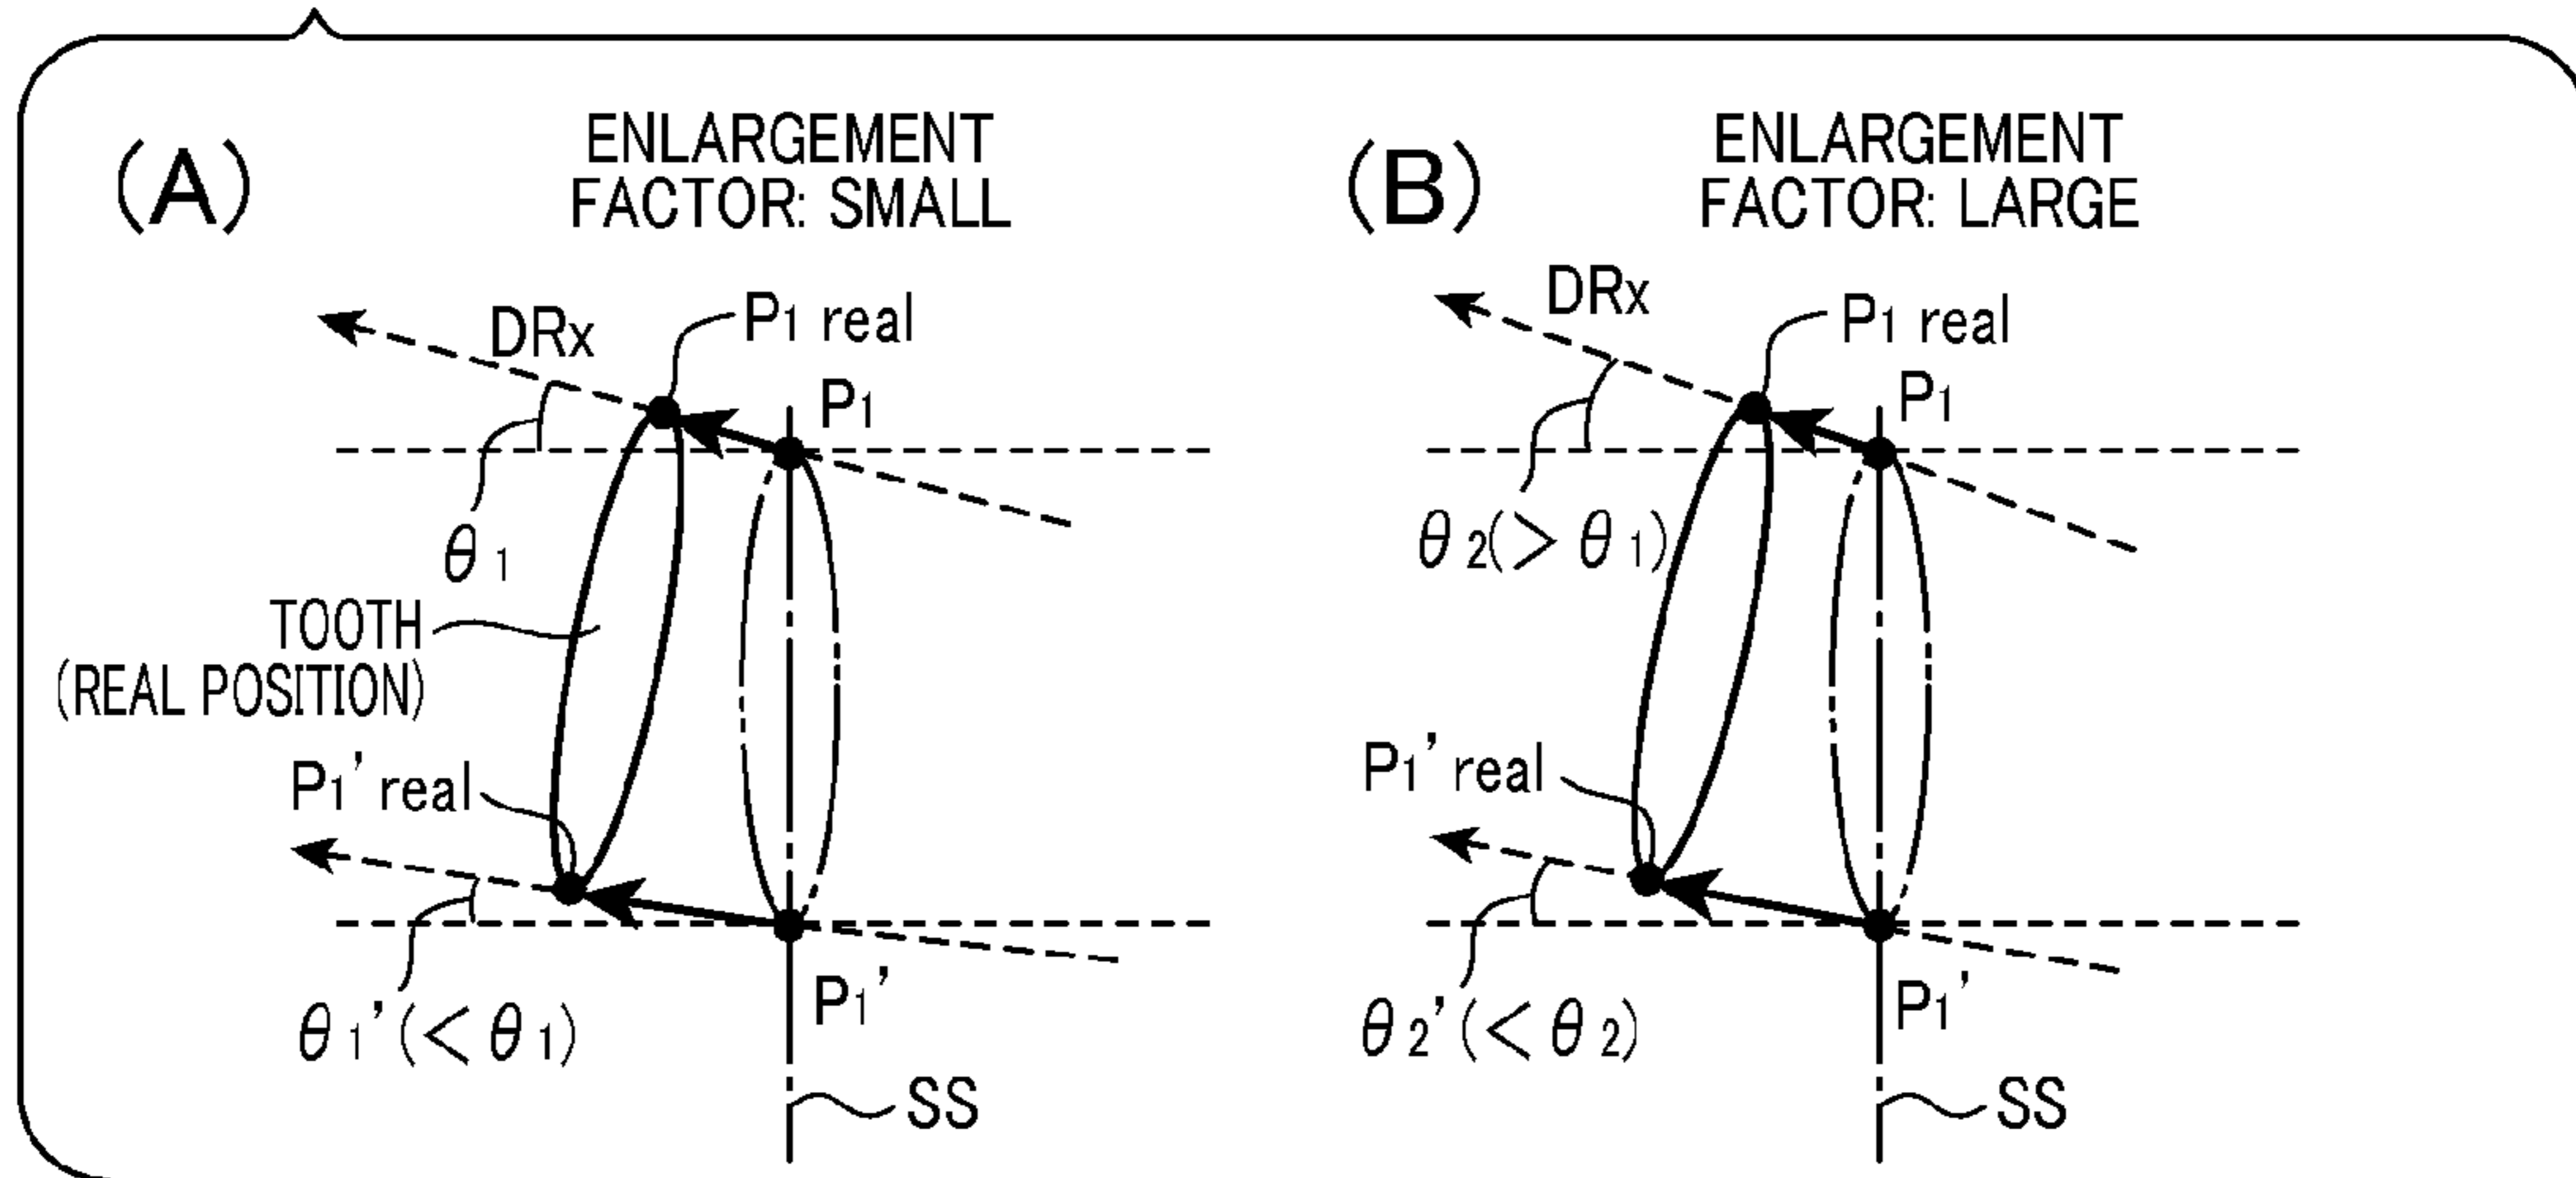 (A)
ENLARGEMENT
FACTOR: SMALL
DRx
P1 real
P1
θ1
TOOTH
(REAL POSITION)
P1' real
P1'
θ1' (< θ1)
SS
(B)
ENLARGEMENT
FACTOR: LARGE
DRx
P1 real
P1
θ2(> θ1)
P1' real
P1'
θ2' (< θ2)
SS